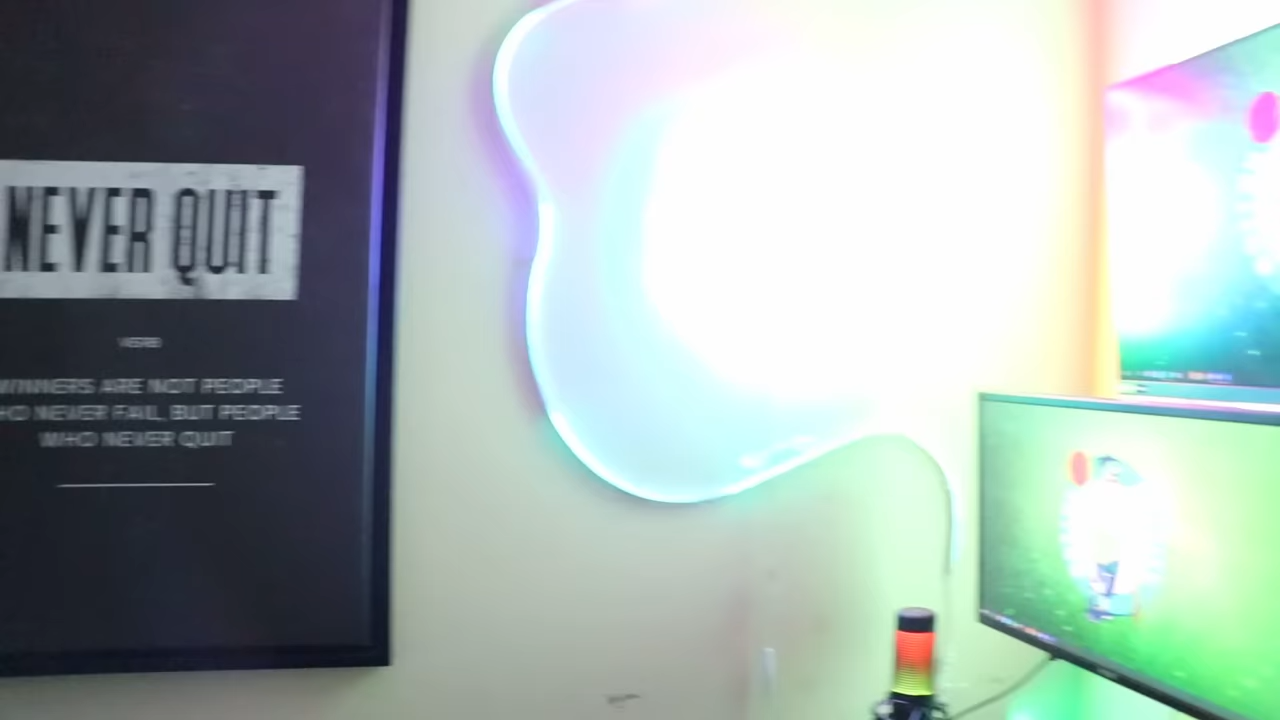 NEVER QUIT
WINNERS ARE NOT PEOPLE
WHO NEVER FAIL, BUT PEOPLE
WHO NEVER QUIT